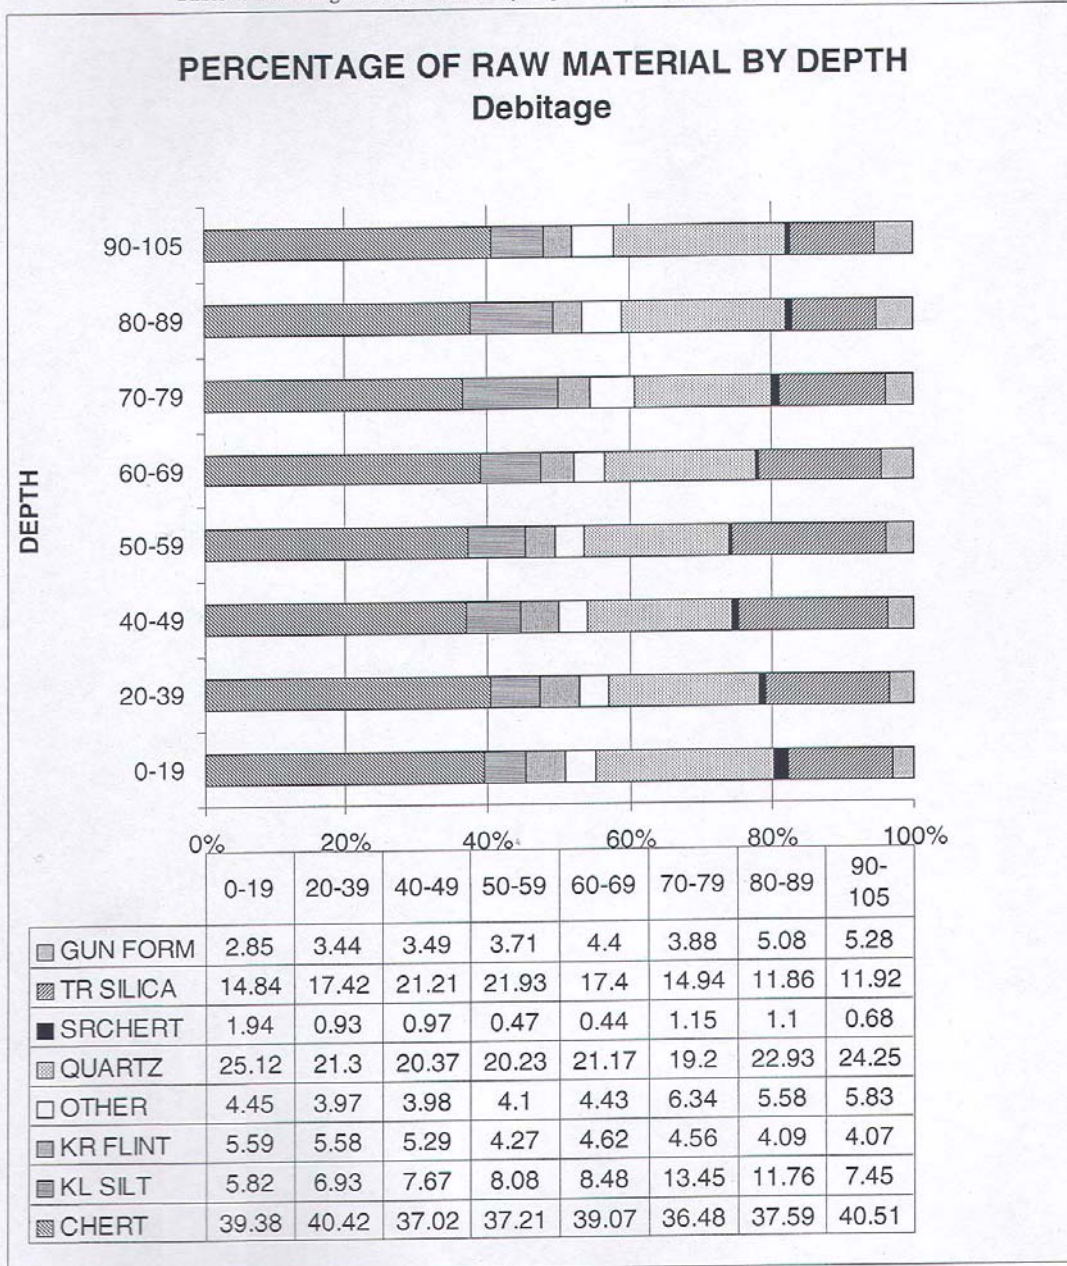 PERCENTAGE OF RAW MATERIAL BY DEPTH
Debitage
DEPTH
90-105
80-89
70-79
60-69
50-59
40-49
20-39
0-19
0% 20% 40% 60% 80% 100%
0-19 20-39 40-49 50-59 60-69 70-79 80-89 90-
105
GUN FORM 2.85 3.44 3.49 3.71 4.4 3.88 5.08 5.28
TR SILICA 14.84 17.42 21.21 21.93 17.4 14.94 11.86 11.92
SRCHERT 1.94 0.93 0.97 0.47 0.44 1.15 1.1 0.68
QUARTZ 25.12 21.3 20.37 20.23 21.17 19.2 22.93 24.25
OTHER 4.45 3.97 3.98 4.1 4.43 6.34 5.58 5.83
KR FLINT 5.59 5.58 5.29 4.27 4.62 4.56 4.09 4.07
KL SILT 5.82 6.93 7.67 8.08 8.48 13.45 11.76 7.45
CHERT 39.38 40.42 37.02 37.21 39.07 36.48 37.59 40.51